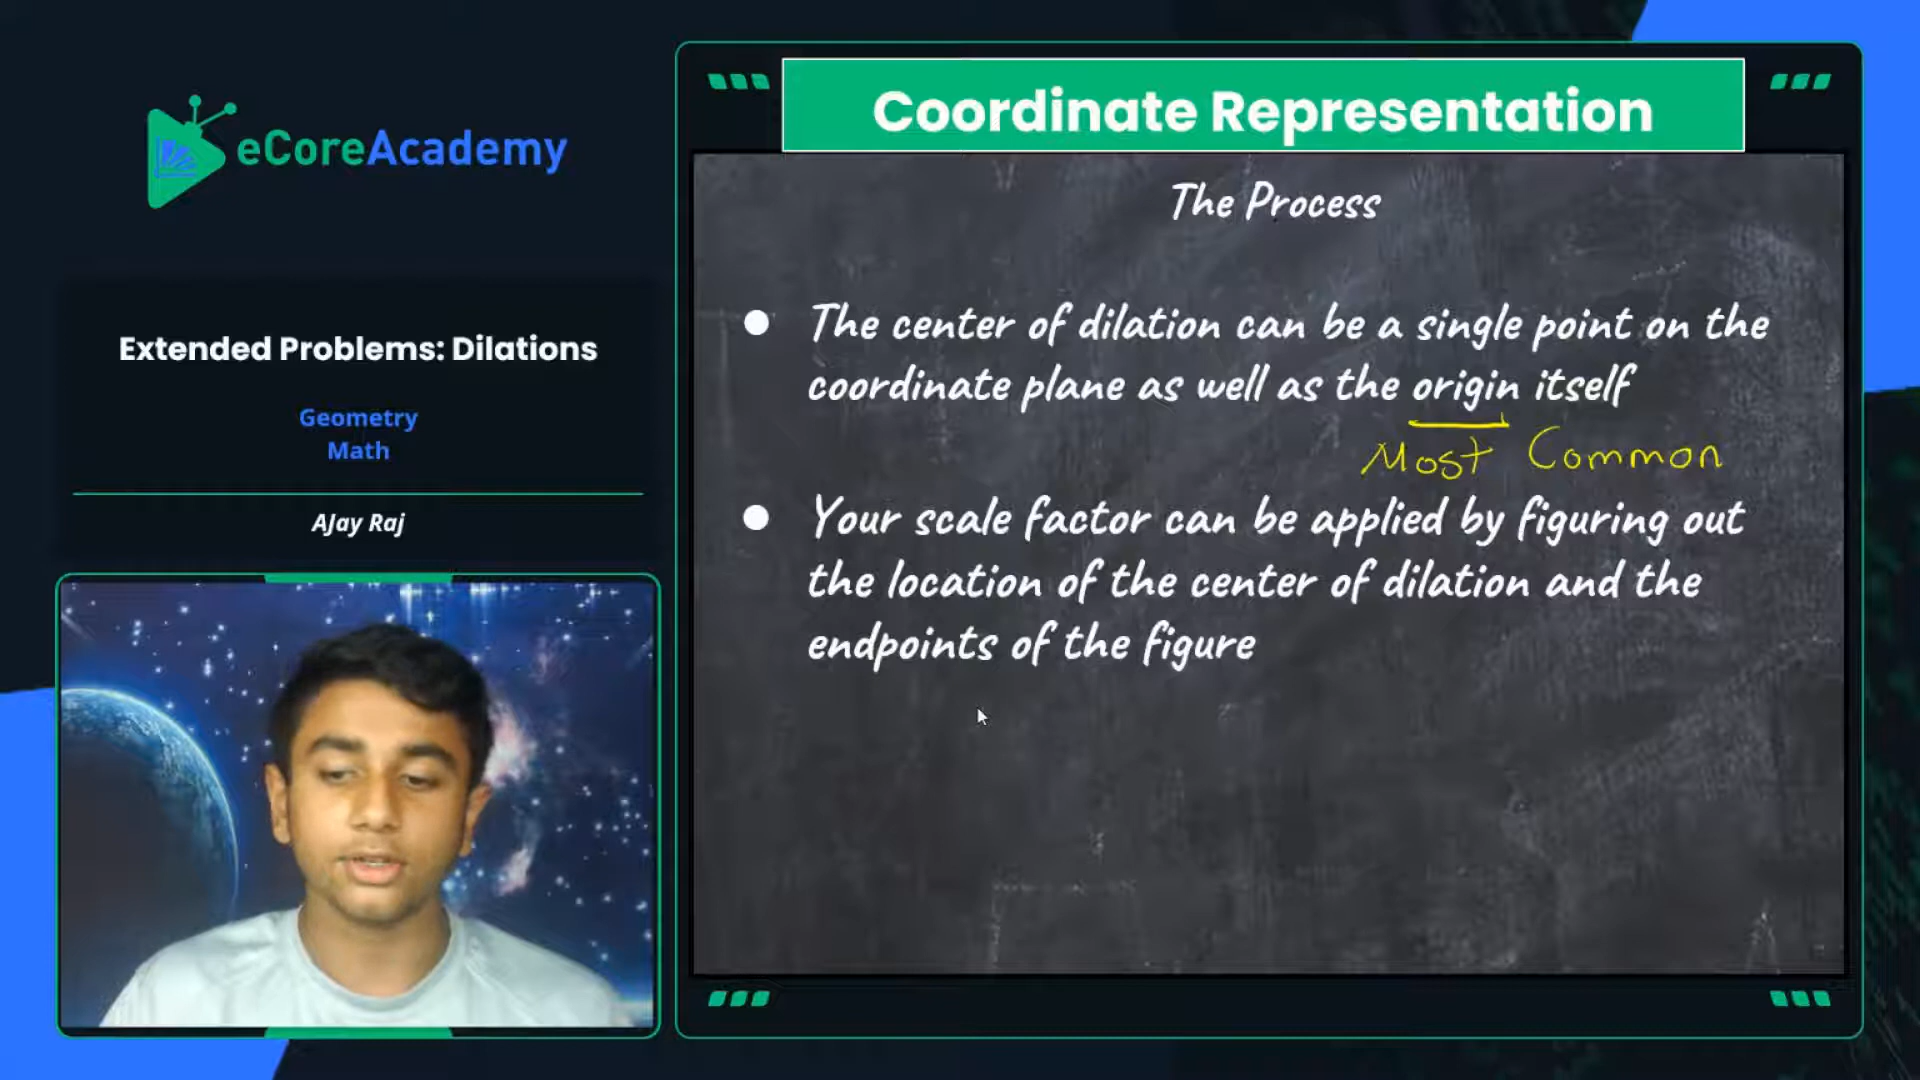 eCoreAcademy
Extended Problems: Dilations
Geometry
Math
AJay Raj
Coordinate Representation
The Process
● The center of dilation can be a single point on the
coordinate plane as well as the origin itself
Most Common
● Your scale factor can be applied by figuring out
the location of the center of dilation and the
endpoints of the figure